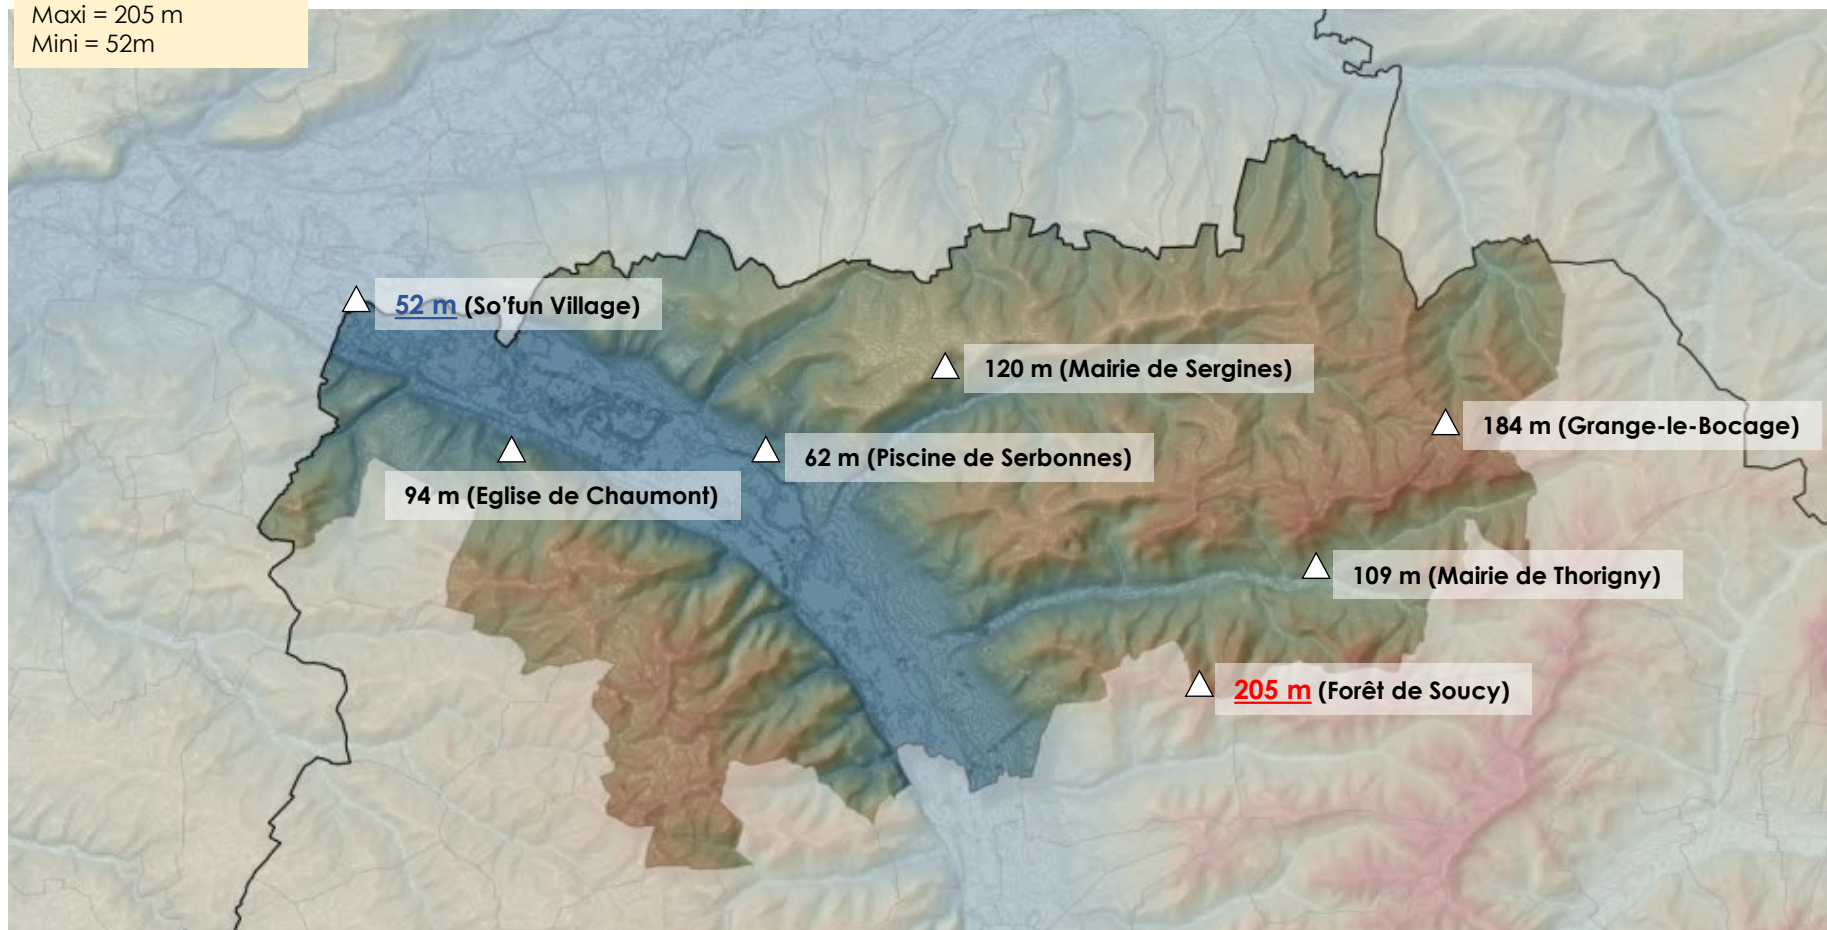 Maxi = 205 m
Mini = 52m
52 m (So'fun Village)
120 m (Mairie de Sergines)
184 m (Grange-le-Bocage)
62 m (Piscine de Serbonnes)
94 m (Eglise de Chaumont)
109 m (Mairie de Thorigny)
205 m (Forêt de Soucy)